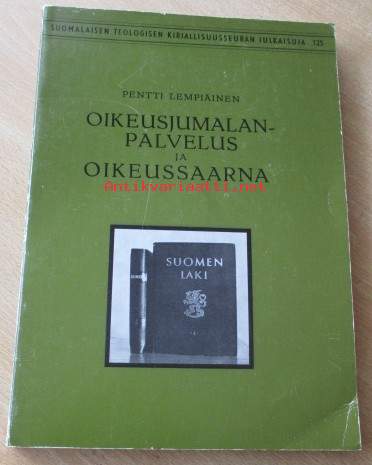 SUOMALAISEN TEOLOGISEN KIRJALLISUUSSEURAN JULKAISUJA 125
PENTTI LEMPIÄINEN
OIKEUSJUMALAN-
PALVELUS
JA
OIKEUSSAARNA
Antikvariaatti.net
SUOMEN
LAKI